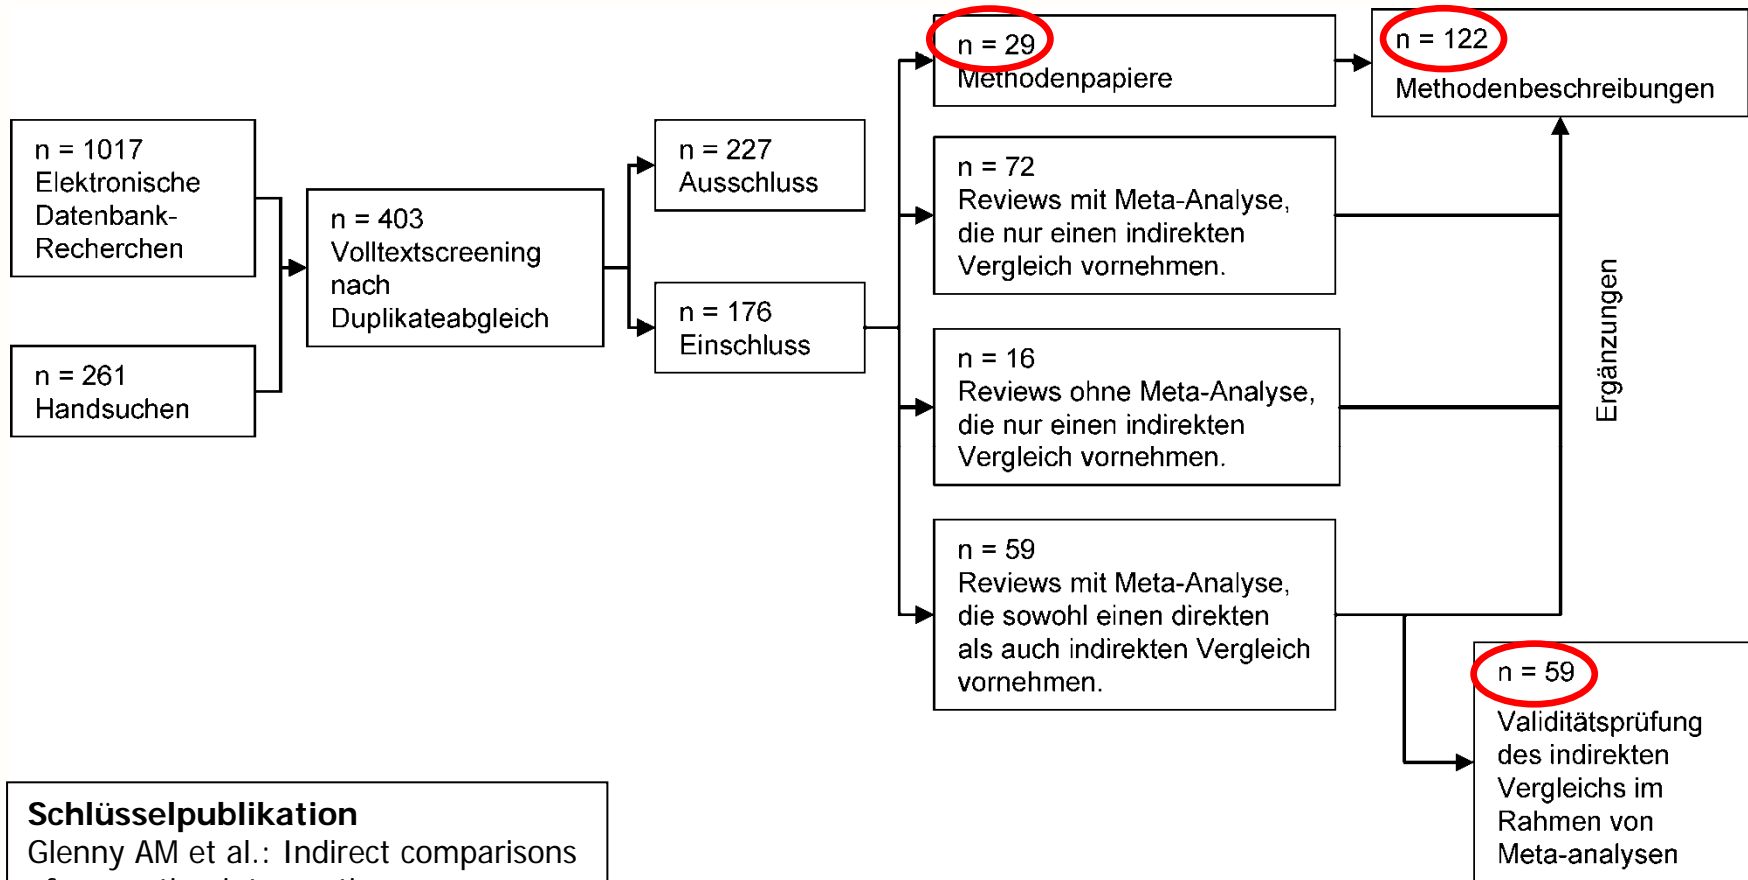 n = 1017
Elektronische
Datenbank-
Recherchen
n = 261
Handsuchen
n = 403
Volltextscreening
nach
Duplikateabgleich
n = 227
Ausschluss
n = 176
Einschluss
n = 29
Methodenpapiere
n = 72
Reviews mit Meta-Analyse,
die nur einen indirekten
Vergleich vornehmen.
n = 16
Reviews ohne Meta-Analyse,
die nur einen indirekten
Vergleich vornehmen.
n = 59
Reviews mit Meta-Analyse,
die sowohl einen direkten
als auch indirekten Vergleich
vornehmen.
n = 122
Methodenbeschreibungen
Ergänzungen
n = 59
Validitätsprüfung
des indirekten
Vergleichs im
Rahmen von
Meta-analysen
Schlüsselpublikation
Glenny AM et al.: Indirect comparisons